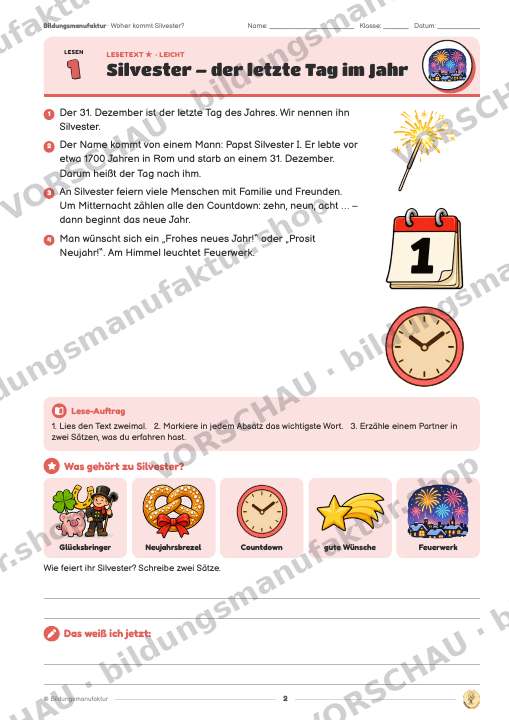 Bildungsmanufaktur · Woher kommt Silvester? Name: Klasse: Datum:
LESEN
1
LESETEXT ★ · LEICHT
Silvester – der letzte Tag im Jahr
1 Der 31. Dezember ist der letzte Tag des Jahres. Wir nennen ihn
Silvester.
2 Der Name kommt von einem Mann: Papst Silvester I. Er lebte vor
etwa 1700 Jahren in Rom und starb an einem 31. Dezember.
Darum heißt der Tag nach ihm.
3 An Silvester feiern viele Menschen mit Familie und Freunden.
Um Mitternacht zählen alle den Countdown: zehn, neun, acht … –
dann beginnt das neue Jahr.
4 Man wünscht sich ein „Frohes neues Jahr!“ oder „Prosit
Neujahr!“. Am Himmel leuchtet Feuerwerk.
1
Lese-Auftrag
1. Lies den Text zweimal. 2. Markiere in jedem Absatz das wichtigste Wort. 3. Erzähle einem Partner in
zwei Sätzen, was du erfahren hast.
Was gehört zu Silvester?
Glücksbringer Neujahrsbrezel Countdown gute Wünsche Feuerwerk
Wie feiert ihr Silvester? Schreibe zwei Sätze.
Das weiß ich jetzt:
© Bildungsmanufaktur 2
VORSCHAU · bildungsmanufaktur.shop